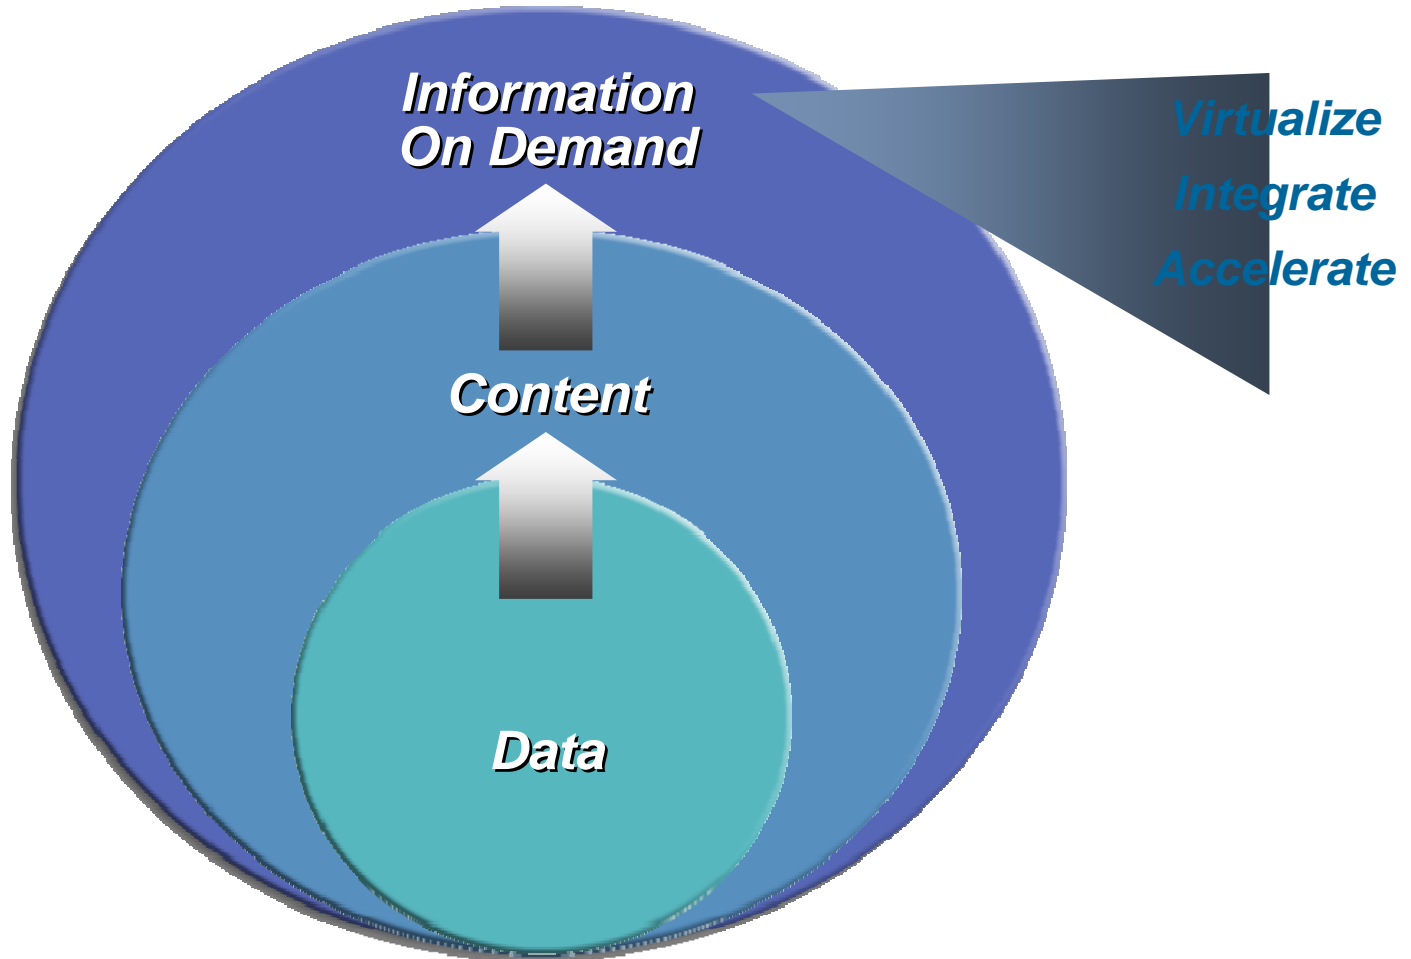 Information
On Demand
Virtualize
Integrate
Accelerate
Content
Data